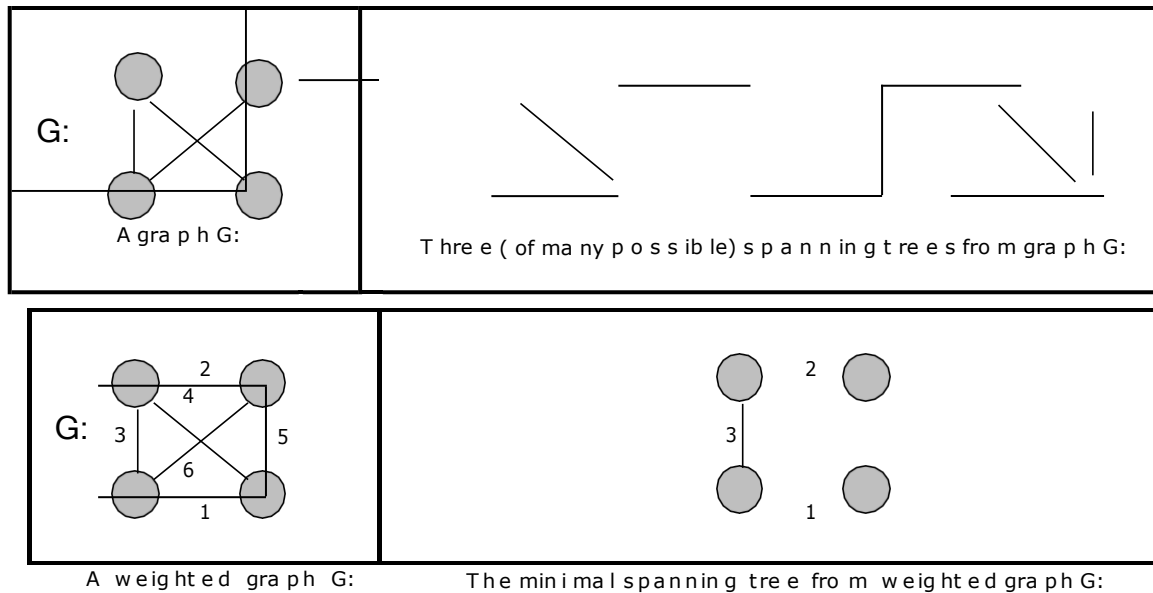 G:
A graph G:
Three (of many possible) spanning trees from graph G:
2
4
G: 3 5
6
1
2
3
1
A weighted graph G:
The minimal spanning tree from weighted graph G: